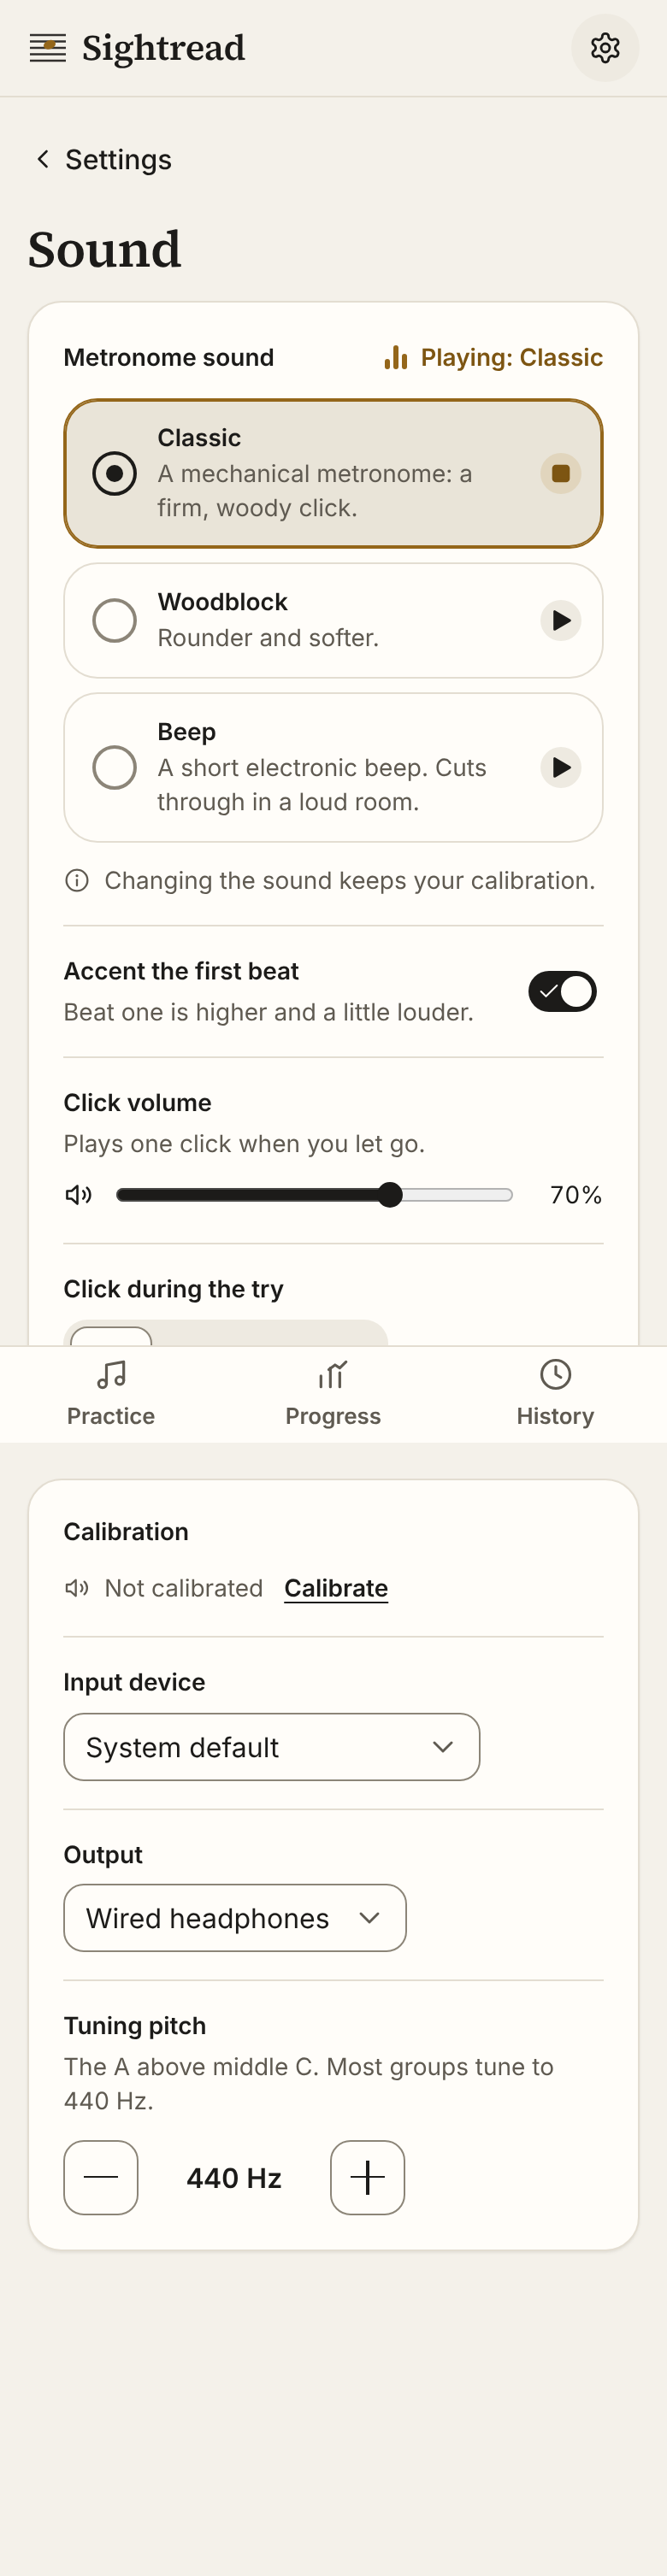 Sightread
Settings
Sound
Metronome sound
Playing: Classic
Classic
A mechanical metronome: a
firm, woody click.
Woodblock
Rounder and softer.
Beep
A short electronic beep. Cuts
through in a loud room.
Changing the sound keeps your calibration.
Accent the first beat
Beat one is higher and a little louder.
Click volume
Plays one click when you let go.
70%
Click during the try
Practice
Progress
History
Calibration
Not calibrated Calibrate
Input device
System default
Output
Wired headphones
Tuning pitch
The A above middle C. Most groups tune to
440 Hz.
440 Hz